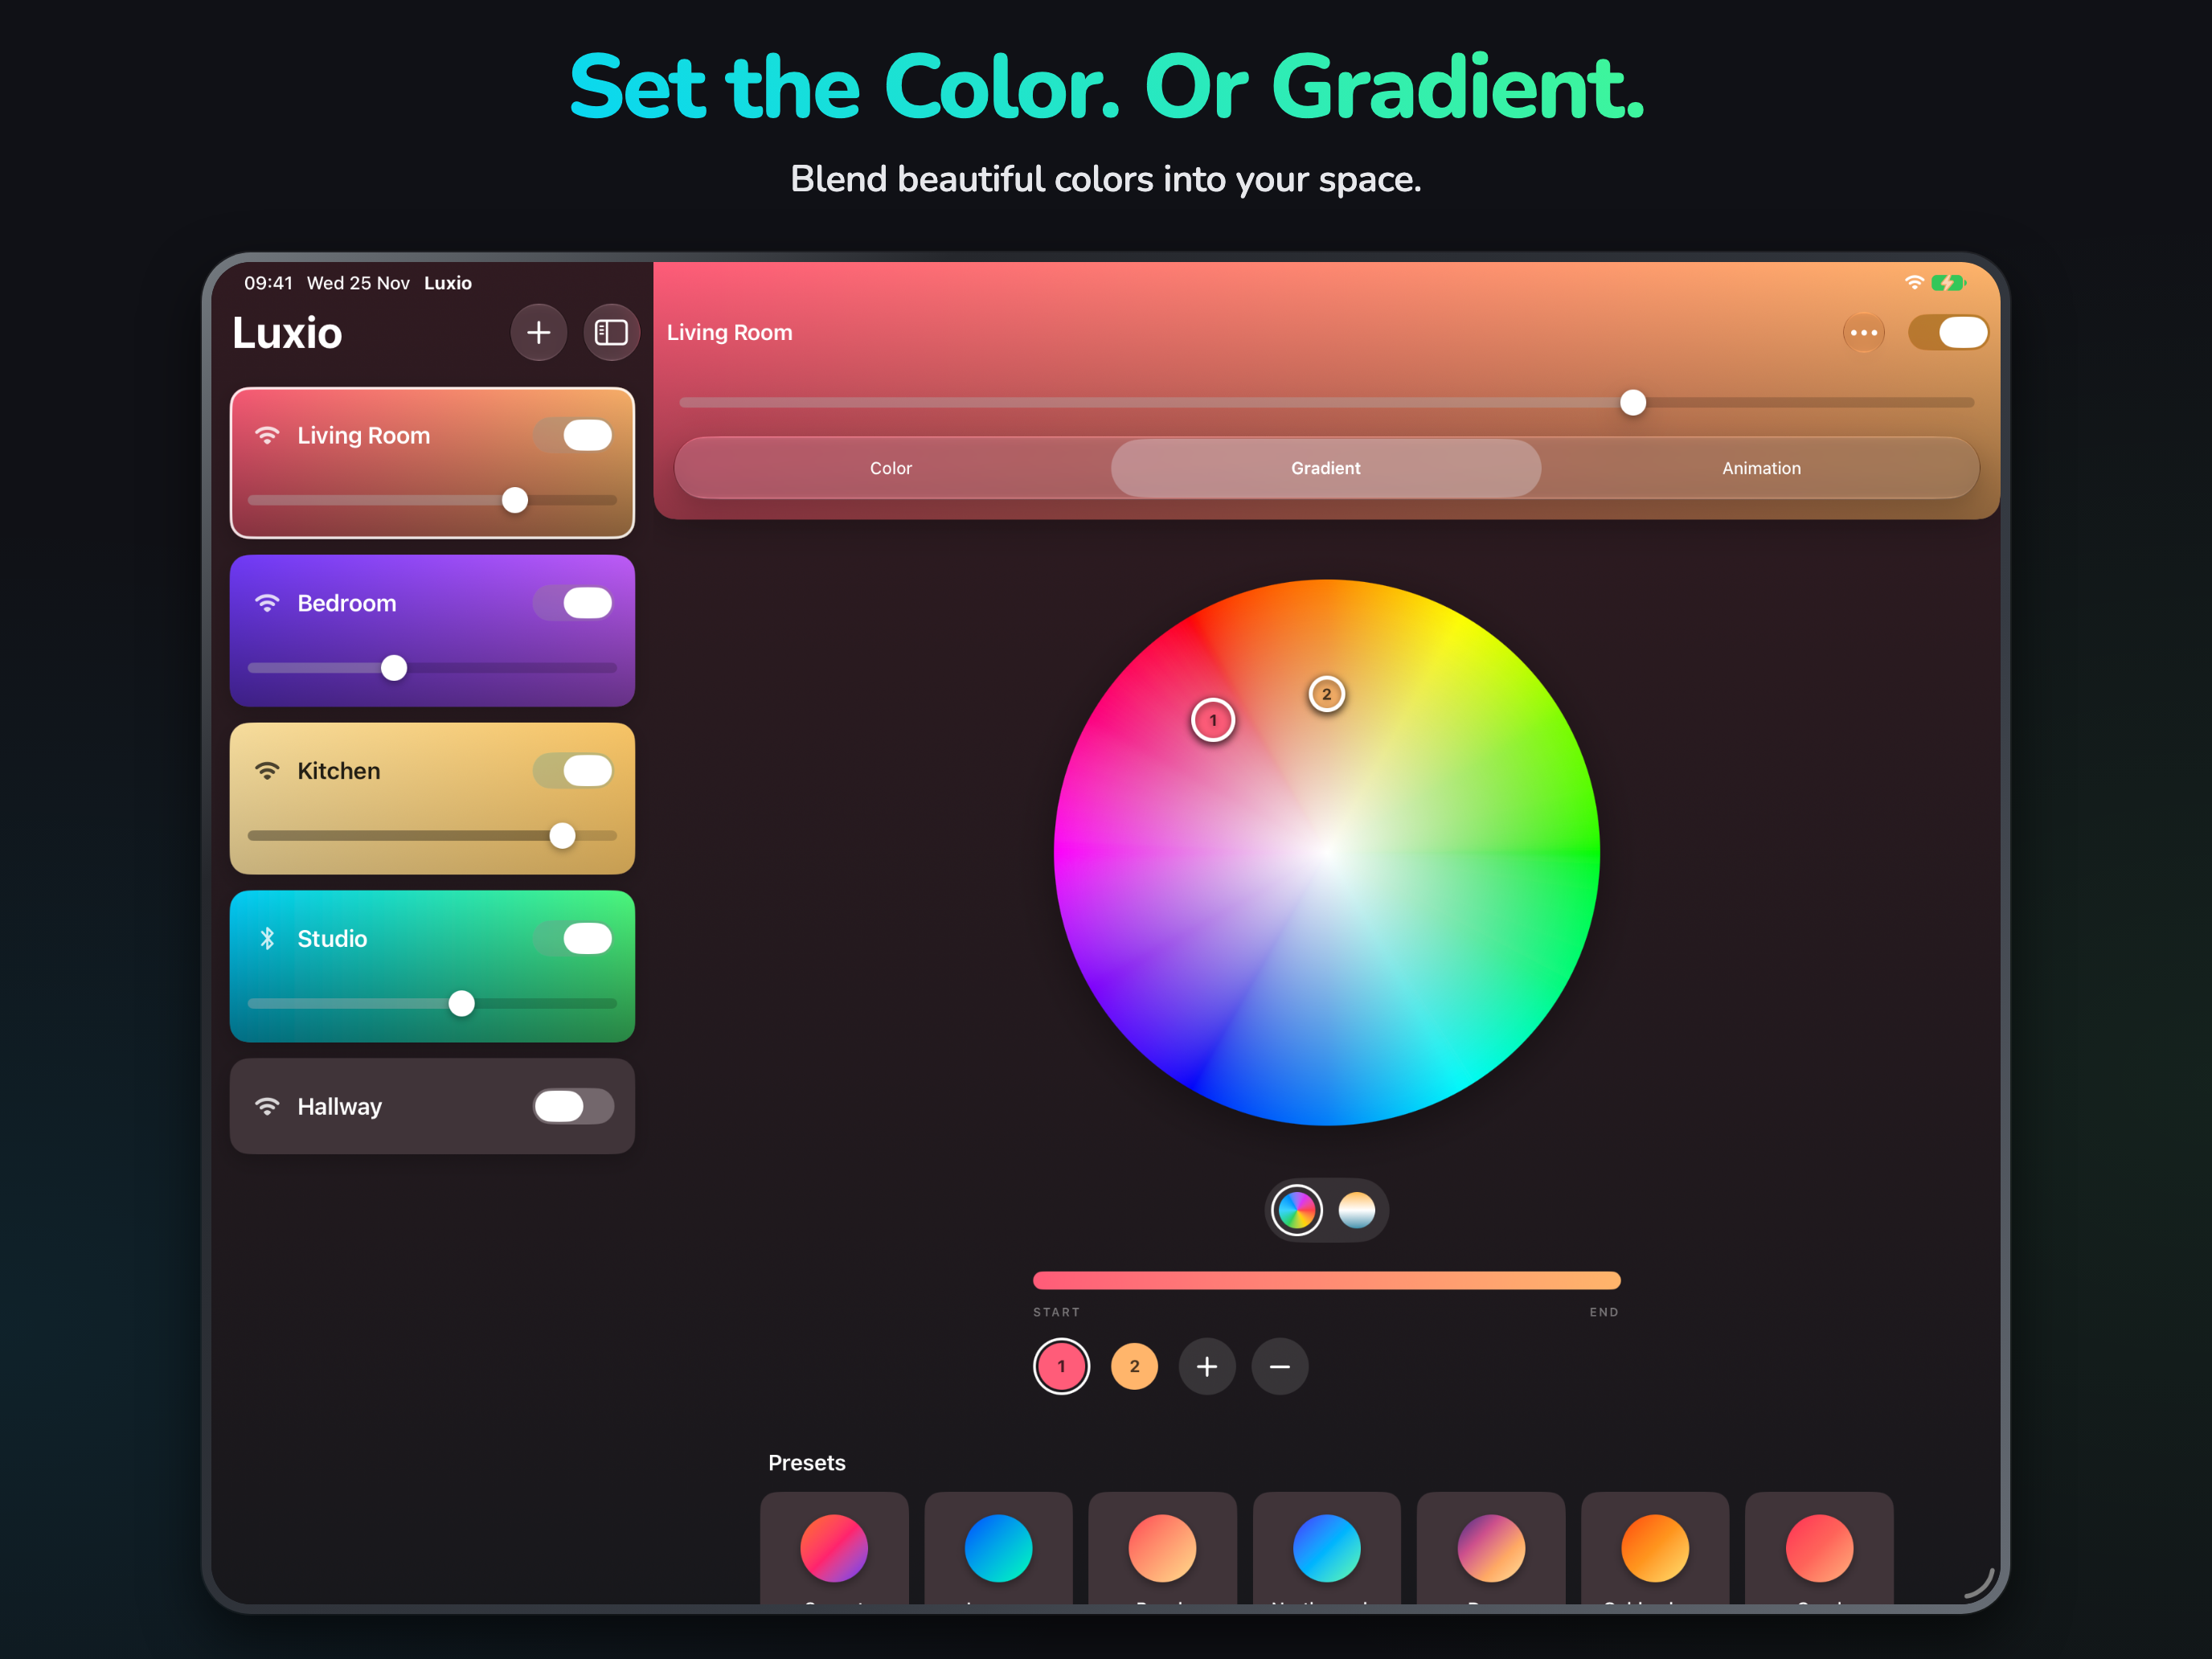 Set the Color. Or Gradient.
Blend beautiful colors into your space.
09:41 Wed 25 Nov Luxio
Luxio
Living Room
Bedroom
Kitchen
Studio
Hallway
Living Room
Color Gradient Animation
1
2
START END
1 2
Presets